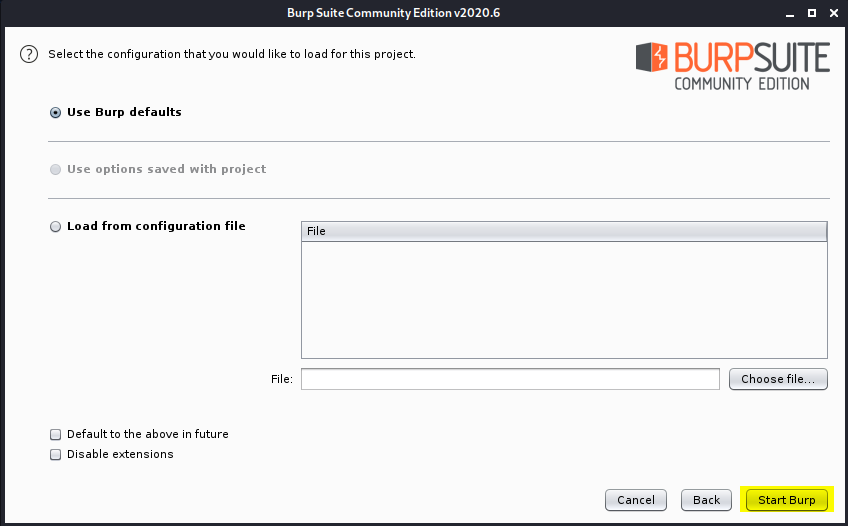 Burp Suite Community Edition v2020.6
? Select the configuration that you would like to load for this project.
BURPSUITE
COMMUNITY EDITION
Use Burp defaults
Use options saved with project
Load from configuration file
File
File:
Choose file...
Default to the above in future
Disable extensions
Cancel Back Start Burp